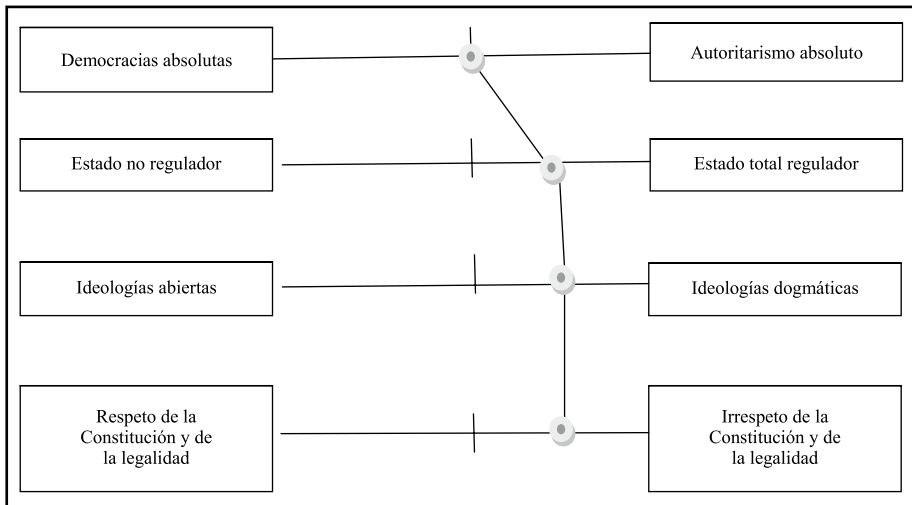 Democracias absolutas
Autoritarismo absoluto
Estado no regulador
Estado total regulador
Ideologías abiertas
Ideologías dogmáticas
Respeto de la
Constitución y de
la legalidad
Irrespeto de la
Constitución y de
la legalidad